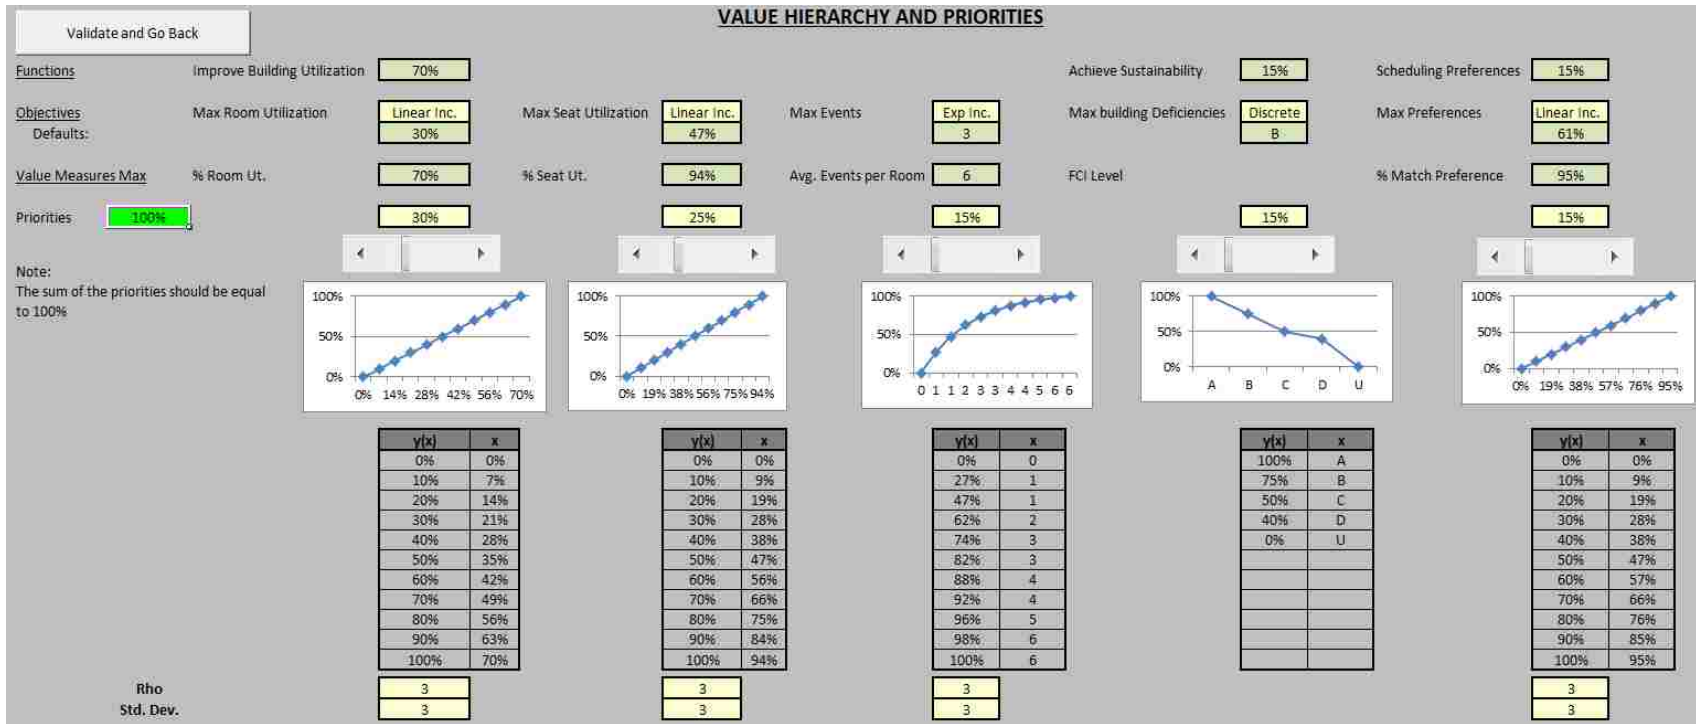 VALUE HIERARCHY AND PRIORITIES
Validate and Go Back
Functions Improve Building Utilization 70% Achieve Sustainability 15% Scheduling Preferences 15%
Objectives Max Room Utilization Linear Inc. Max Seat Utilization Linear Inc. Max Events Exp Inc. Max building Deficiencies Discrete Max Preferences Linear Inc.
Defaults: 30% 47% 3 B 61%
Value Measures Max % Room Ut. 70% % Seat Ut. 94% Avg. Events per Room 6 FCI Level % Match Preference 95%
Priorities 100% 30% 25% 15% 15% 15%
Note:
The sum of the priorities should be equal
to 100%
100% 100% 100% 100% 100%
50% 50% 50% 50% 50%
0% 0% 0% 0% 0%
0% 14% 28% 42% 56% 70% 0% 19% 38% 56% 75% 94% 0 1 1 2 3 3 4 4 5 6 6 A B C D U 0% 19% 38% 57% 76% 95%
y(x) x y(x) x y(x) x y(x) x y(x) x
0% 0% 0% 0% 0% 0 100% A 0% 0%
10% 7% 10% 9% 27% 1 75% B 10% 9%
20% 14% 20% 19% 47% 1 50% C 20% 19%
30% 21% 30% 28% 62% 2 40% D 30% 28%
40% 28% 40% 38% 74% 3 0% U 40% 38%
50% 35% 50% 47% 82% 3 50% 47%
60% 42% 60% 56% 88% 4 60% 57%
70% 49% 70% 66% 92% 4 70% 66%
80% 56% 80% 75% 96% 5 80% 76%
90% 63% 90% 84% 98% 6 90% 85%
100% 70% 100% 94% 100% 6 100% 95%
Rho 3 3 3 3
Std. Dev. 3 3 3 3